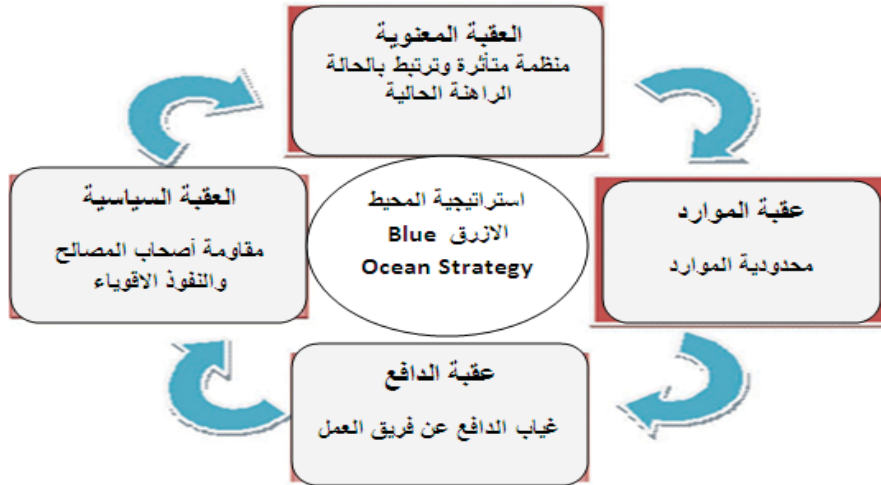 العقبة المعنوية
منظمة متأثرة وترتبط بالحالة
الراهنة الحالية
عقبة الموارد
محدودية الموارد
استراتيجية المحيط
الازرق Blue
Ocean Strategy
العقبة السياسية
مقاومة أصحاب المصالح
والنفوذ الاقوياء
عقبة الدافع
غياب الدافع عن فريق العمل